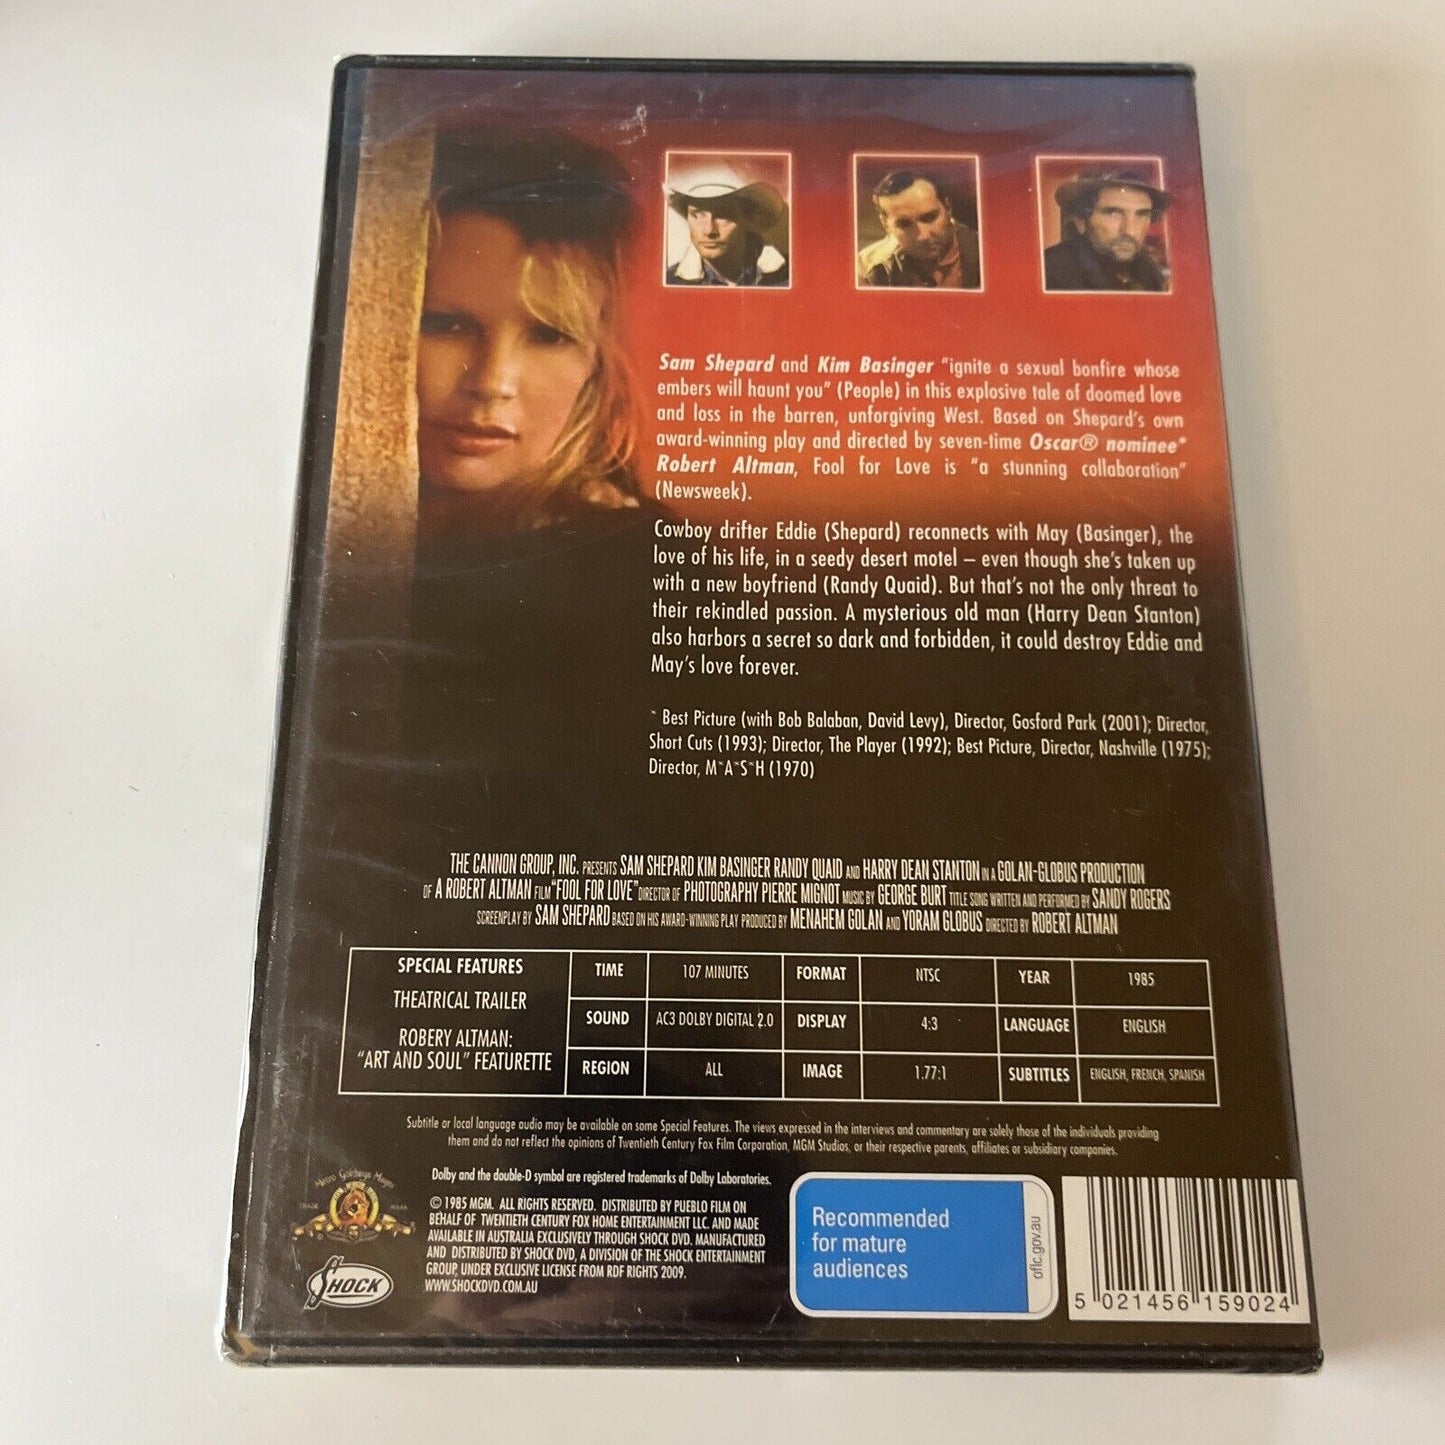 Sam Shepard and Kim Basinger "ignite a sexual bonfire whose
embers will haunt you" (People) in this explosive tale of doomed love
and loss in the barren, unforgiving West. Based on Shepard's own
award-winning play and directed by seven-time Oscar® nominee*
Robert Altman, Fool for Love is "a stunning collaboration"
(Newsweek).
Cowboy drifter Eddie (Shepard) reconnects with May (Basinger), the
love of his life, in a seedy desert motel – even though she's taken up
with a new boyfriend (Randy Quaid). But that's not the only threat to
their rekindled passion. A mysterious old man (Harry Dean Stanton)
also harbors a secret so dark and forbidden, it could destroy Eddie and
May's love forever.
* Best Picture (with Bob Balaban, David Levy), Director, Gosford Park (2001); Director,
Short Cuts (1993); Director, The Player (1992); Best Picture, Director, Nashville (1975);
Director, M*A*S*H (1970)
THE CANNON GROUP, INC. PRESENTS SAM SHEPARD KIM BASINGER RANDY QUAID AND HARRY DEAN STANTON IN A GOLAN-GLOBUS PRODUCTION
OF A ROBERT ALTMAN FILM "FOOL FOR LOVE" DIRECTOR OF PHOTOGRAPHY PIERRE MIGNOT MUSIC BY GEORGE BURT TITLE SONG WRITTEN AND PERFORMED BY SANDY ROGERS
SCREENPLAY BY SAM SHEPARD BASED ON HIS AWARD-WINNING PLAY PRODUCED BY MENAHEM GOLAN AND YORAM GLOBUS DIRECTED BY ROBERT ALTMAN
SPECIAL FEATURES
THEATRICAL TRAILER
ROBERY ALTMAN:
"ART AND SOUL" FEATURETTE
TIME 107 MINUTES FORMAT NTSC YEAR 1985
SOUND AC3 DOLBY DIGITAL 2.0 DISPLAY 4:3 LANGUAGE ENGLISH
REGION ALL IMAGE 1.77:1 SUBTITLES ENGLISH, FRENCH, SPANISH
Subtitle or local language audio may be available on some Special Features. The views expressed in the interviews and commentary are solely those of the individuals providing
them and do not reflect the opinions of Twentieth Century Fox Film Corporation, MGM Studios, or their respective parents, affiliates or subsidiary companies.
Dolby and the double-D symbol are registered trademarks of Dolby Laboratories.
© 1985 MGM. ALL RIGHTS RESERVED. DISTRIBUTED BY PUEBLO FILM ON
BEHALF OF TWENTIETH CENTURY FOX HOME ENTERTAINMENT LLC. AND MADE
AVAILABLE IN AUSTRALIA EXCLUSIVELY THROUGH SHOCK DVD. MANUFACTURED
AND DISTRIBUTED BY SHOCK DVD, A DIVISION OF THE SHOCK ENTERTAINMENT
GROUP, UNDER EXCLUSIVE LICENSE FROM RDF RIGHTS 2009.
WWW.SHOCKDVD.COM.AU
Metro Goldwyn Mayer
TRADE MARK
SHOCK
Recommended
for mature
audiences
oflc.gov.au
5 021456 159024